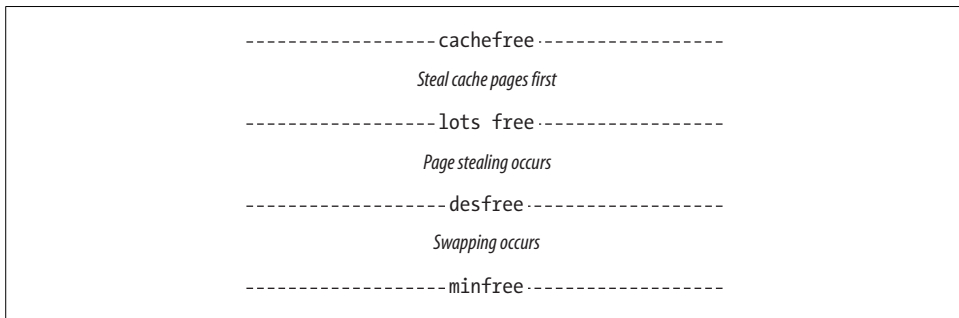 cachefree
Steal cache pages first
lots free
Page stealing occurs
desfree
Swapping occurs
minfree